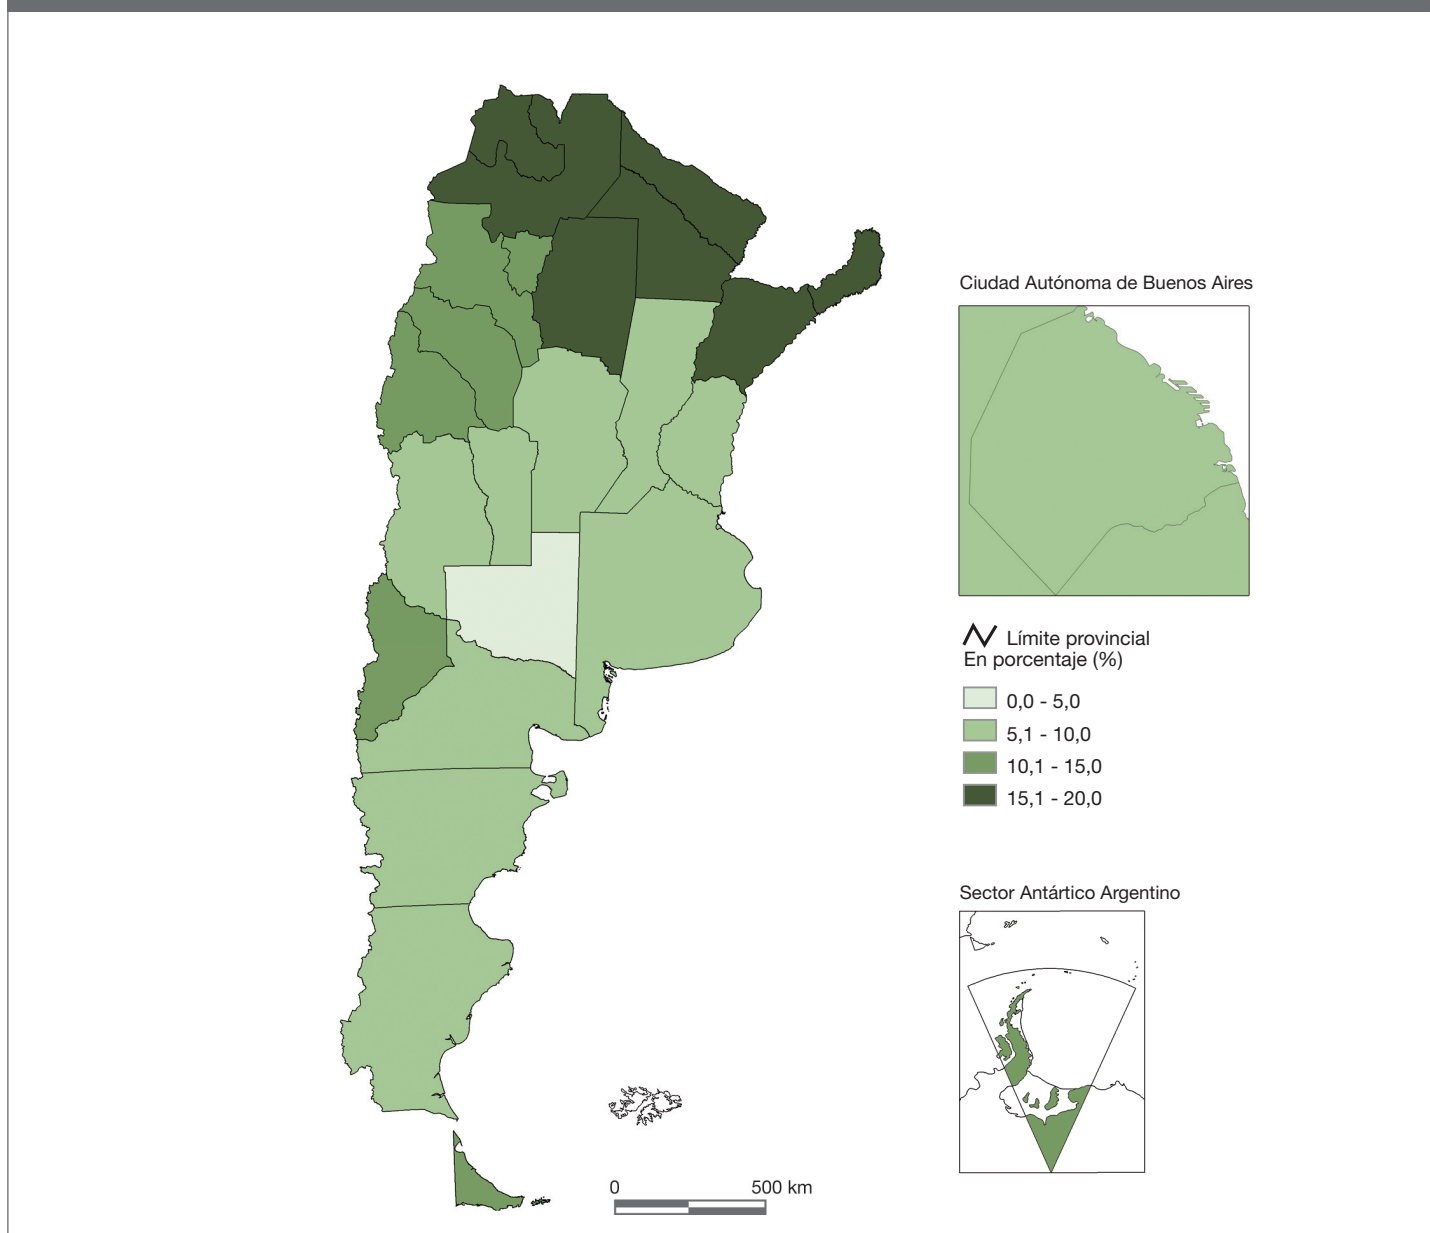 Ciudad Autónoma de Buenos Aires
Límite provincial
En porcentaje (%)
0,0 - 5,0
5,1 - 10,0
10,1 - 15,0
15,1 - 20,0
Sector Antártico Argentino
0 500 km